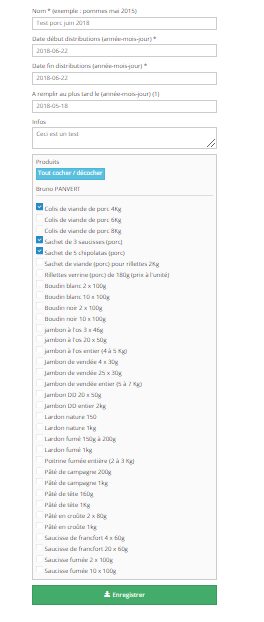 Nom * (exemple : pommes mai 2015)
Test porc juin 2018
Date début distributions (année-mois-jour) *
2018-06-22
Date fin distributions (année-mois-jour) *
2018-06-22
A remplir au plus tard le (année-mois-jour) (1)
2018-05-18
Infos
Ceci est un test
Produits
Tout cocher / décocher
Bruno PANVERT
Colis de viande de porc 4Kg
Colis de viande de porc 6Kg
Colis de viande de porc 8Kg
Sachet de 3 saucisses (porc)
Sachet de 5 chipolatas (porc)
Sachet de viande (porc) pour rillettes 2Kg
Rillettes verrine (porc) de 180g (prix à l'unité)
Boudin blanc 2 x 100g
Boudin blanc 10 x 100g
Boudin noir 2 x 100g
Boudin noir 10 x 100g
jambon à l'os 3 x 46g
jambon à l'os 20 x 50g
jambon à l'os entier (4 à 5 Kg)
Jambon de vendée 4 x 30g
Jambon de vendée 25 x 30g
Jambon de vendée entier (5 à 7 Kg)
Jambon DD 20 x 50g
Jambon DD entier 2kg
Lardon nature 150
Lardon nature 1kg
Lardon fumé 150g à 200g
Lardon fumé 1kg
Poitrine fumée entière (2 à 3 Kg)
Pâté de campagne 200g
Pâté de campagne 1kg
Pâté de tête 160g
Pâté de tête 1Kg
Pâté en croûte 2 x 80g
Pâté en croûte 1kg
Saucisse de francfort 4 x 60g
Saucisse de francfort 20 x 60g
Saucisse fumée 2 x 100g
Saucisse fumée 10 x 100g
Enregistrer